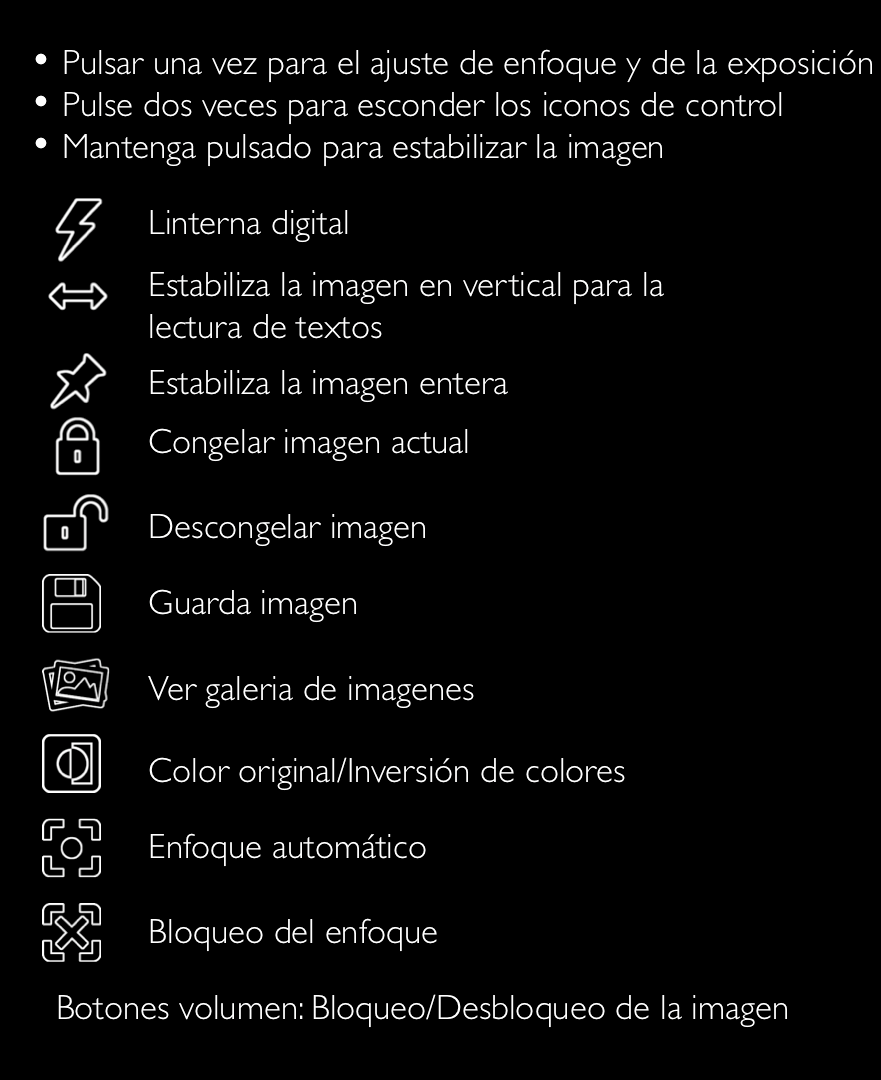 • Pulsar una vez para el ajuste de enfoque y de la exposición
• Pulse dos veces para esconder los iconos de control
• Mantenga pulsado para estabilizar la imagen
Linterna digital
Estabiliza la imagen en vertical para la
lectura de textos
Estabiliza la imagen entera
Congelar imagen actual
Descongelar imagen
Guarda imagen
Ver galeria de imagenes
Color original/Inversión de colores
Enfoque automático
Bloqueo del enfoque
Botones volumen: Bloqueo/Desbloqueo de la imagen